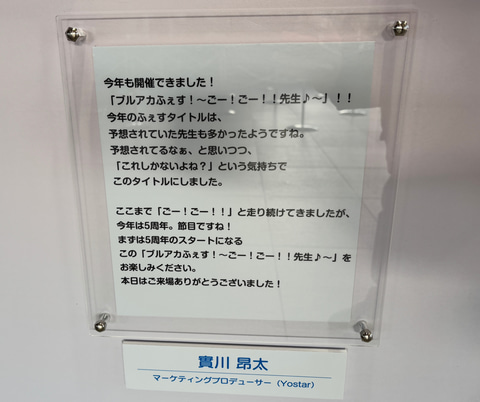 今年も開催できました！
「ブルアカふぇす！～ごー！ごー！！先生♪～」！！
今年のふぇすタイトルは、
予想されていた先生も多かったようですね。
予想されてるなぁ、と思いつつ、
「これしかないよね？」という気持ちで
このタイトルにしました。
ここまで「ごー！ごー！！」と走り続けてきましたが、
今年は5周年。節目ですね！
まずは5周年のスタートになる
この「ブルアカふぇす！～ごー！ごー！！先生♪～」を
お楽しみください。
本日はご来場ありがとうございました！
實川 昂太
マーケティングプロデューサー（Yostar）